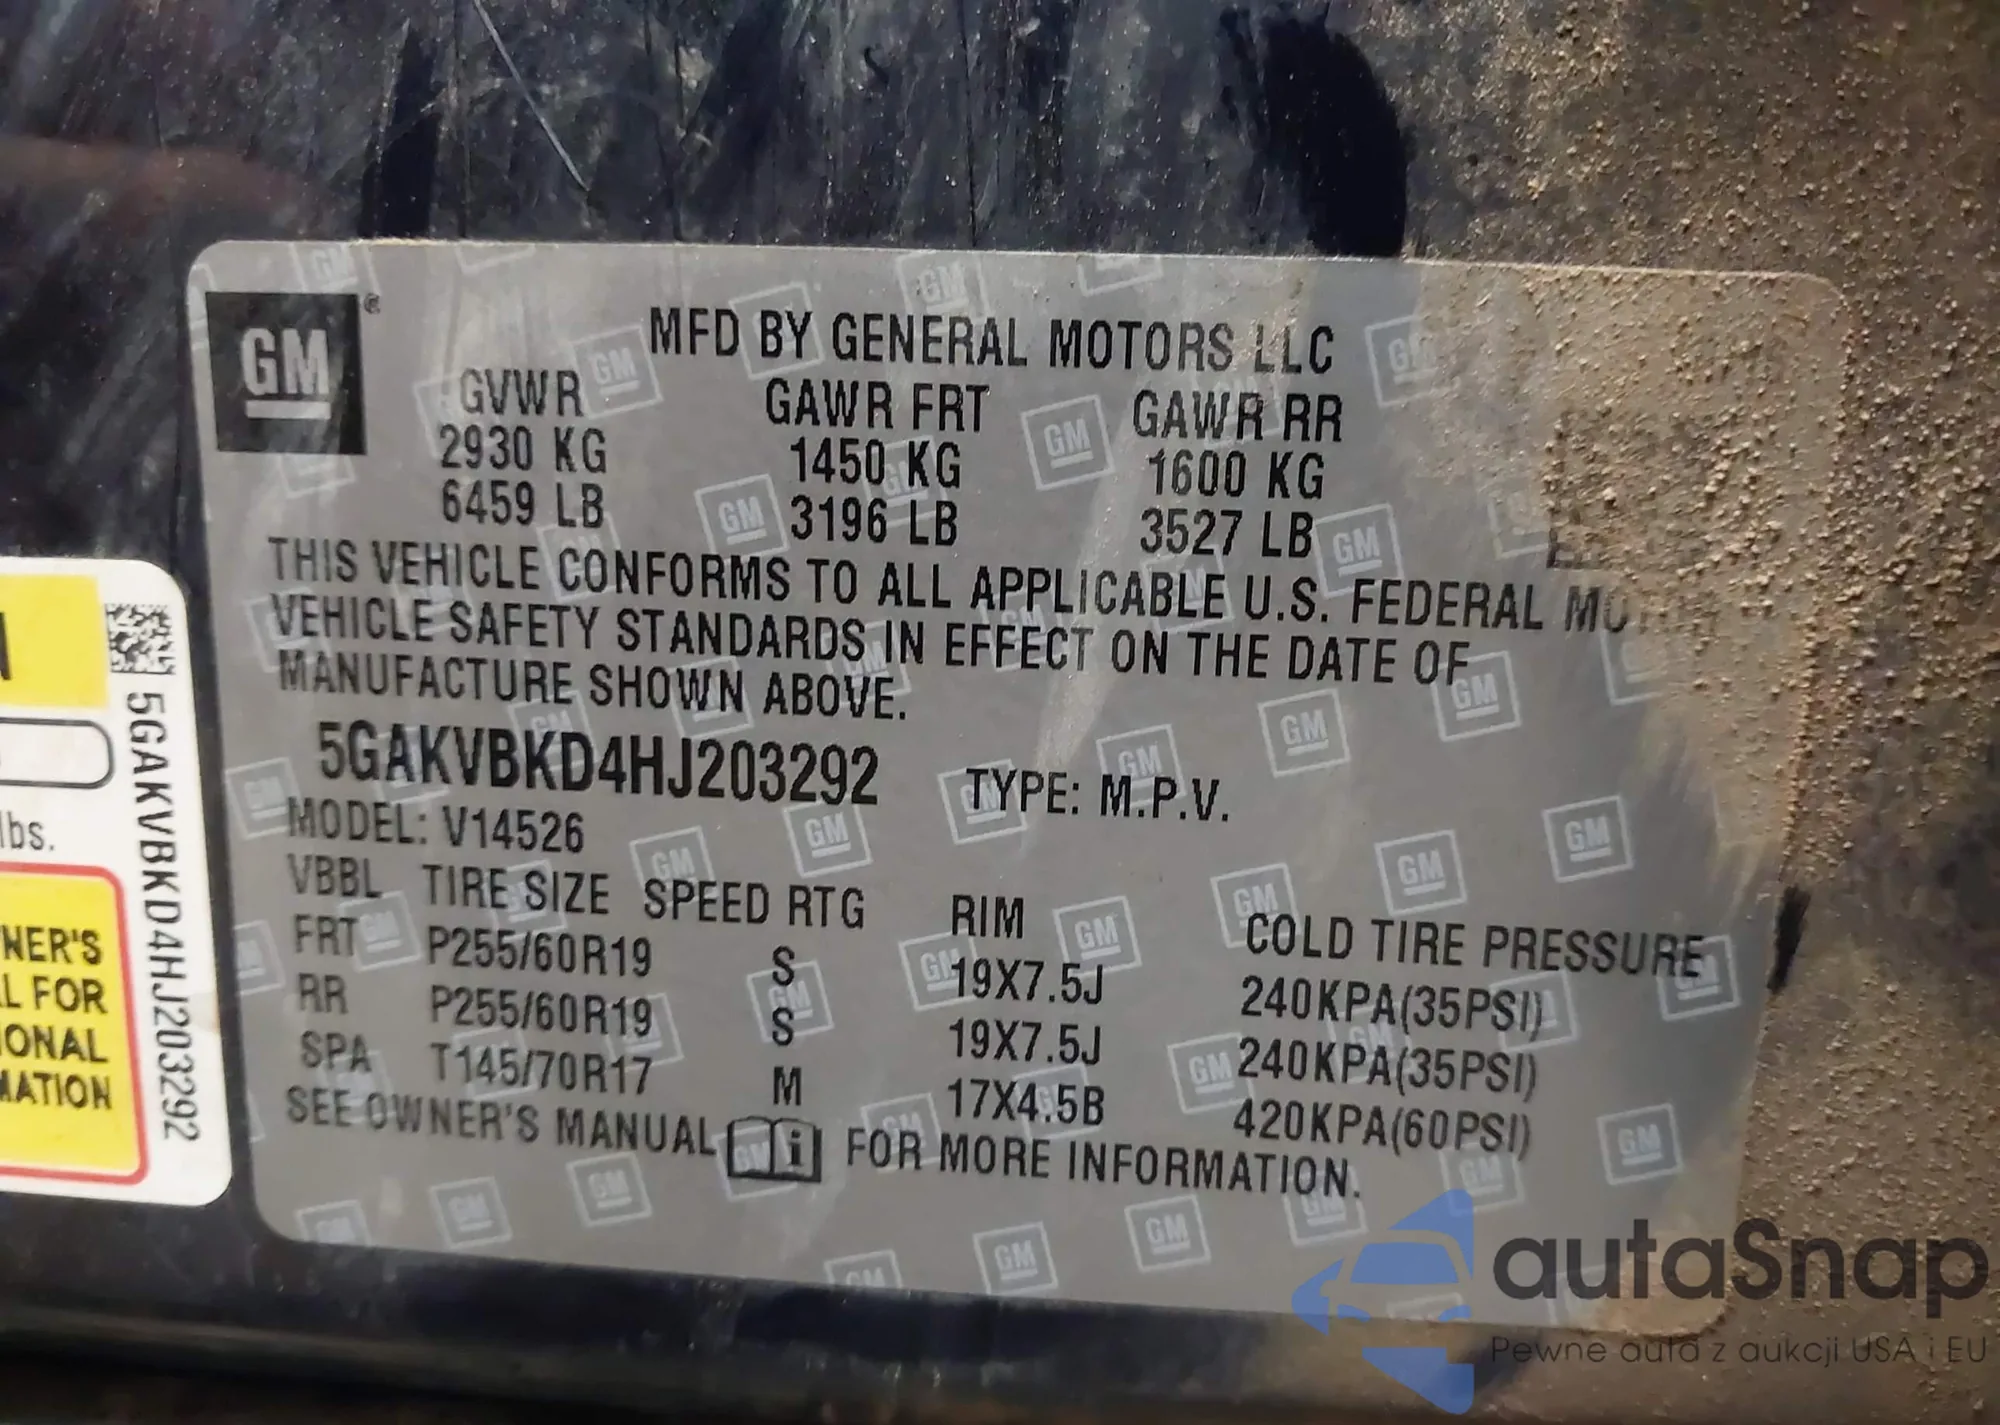 GM ®
MFD BY GENERAL MOTORS LLC
GVWR GAWR FRT GAWR RR
2930 KG 1450 KG 1600 KG
6459 LB 3196 LB 3527 LB
THIS VEHICLE CONFORMS TO ALL APPLICABLE U.S. FEDERAL
VEHICLE SAFETY STANDARDS IN EFFECT ON THE DATE OF
MANUFACTURE SHOWN ABOVE.
5GAKVBKD4HJ203292 TYPE: M.P.V.
MODEL: V14526
VBBL TIRE SIZE SPEED RTG RIM COLD TIRE PRESSURE
FRT P255/60R19 S 19X7.5J 240KPA(35PSI)
RR P255/60R19 S 19X7.5J 240KPA(35PSI)
SPA T145/70R17 M 17X4.5B 420KPA(60PSI)
SEE OWNER'S MANUAL i FOR MORE INFORMATION.
5GAKVBKD4HJ203292
lbs.
NER'S
L FOR
IONAL
MATION
autaSnap
Pewne auta z aukcji USA i EU